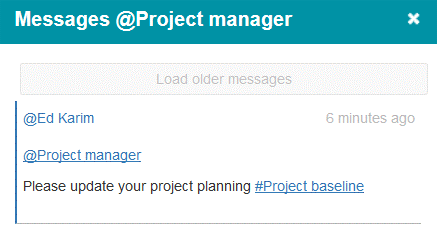 Messages @Project manager ×
Load older messages
@Ed Karim 6 minutes ago
@Project manager
Please update your project planning #Project baseline